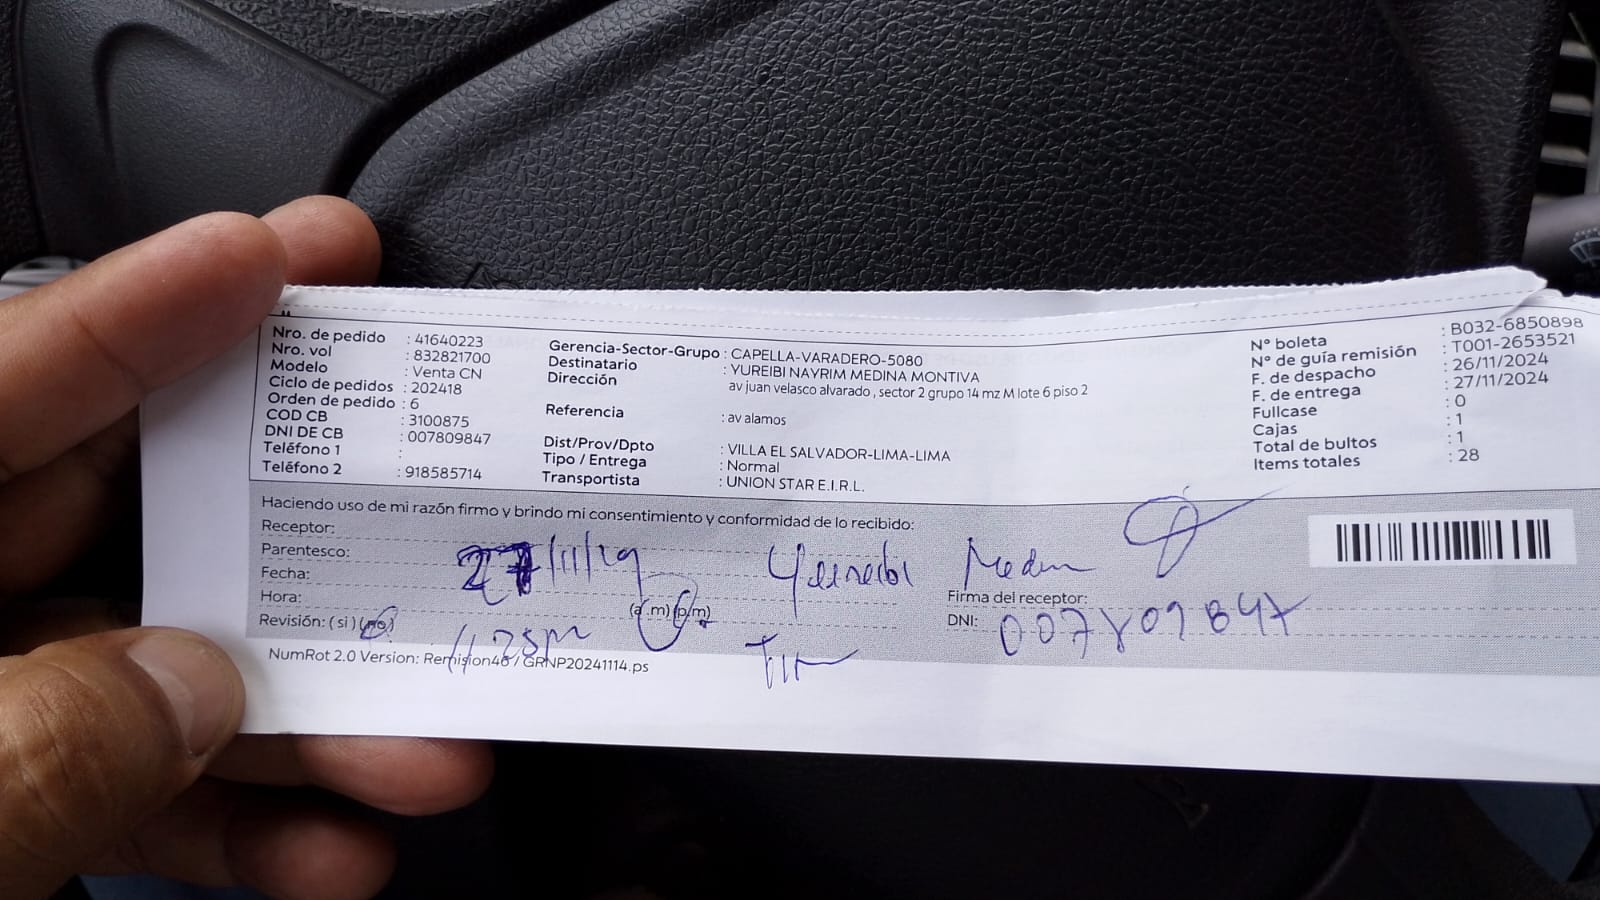 Nro. de pedido : 41640223
Nro. vol : 832821700
Modelo : Venta CN
Ciclo de pedidos : 202418
Orden de pedido : 6
COD CB : 3100875
DNI DE CB : 007809847
Teléfono 1 :
Teléfono 2 : 918585714
Gerencia-Sector-Grupo : CAPELLA-VARADERO-5080
Destinatario : YUREIBI NAYRIM MEDINA MONTIVA
Dirección av juan velasco alvarado , sector 2 grupo 14 mz M lote 6 piso 2
Referencia : av alamos
Dist/Prov/Dpto : VILLA EL SALVADOR-LIMA-LIMA
Tipo / Entrega : Normal
Transportista : UNION STAR E.I.R.L.
N° boleta : B032-6850898
N° de guía remisión : T001-2653521
F. de despacho : 26/11/2024
F. de entrega : 27/11/2024
Fullcase : 0
Cajas : 1
Total de bultos : 1
Items totales : 28
Haciendo uso de mi razón firmo y brindo mi consentimiento y conformidad de lo recibido:
Receptor:
Parentesco:
Fecha: 27/11/
Hora: (a.m) (p.m)
Revisión: (si) (no)
Firma del receptor:
DNI: 007809847
NumRot 2.0 Version: Remision46 / GRNP20241114.ps